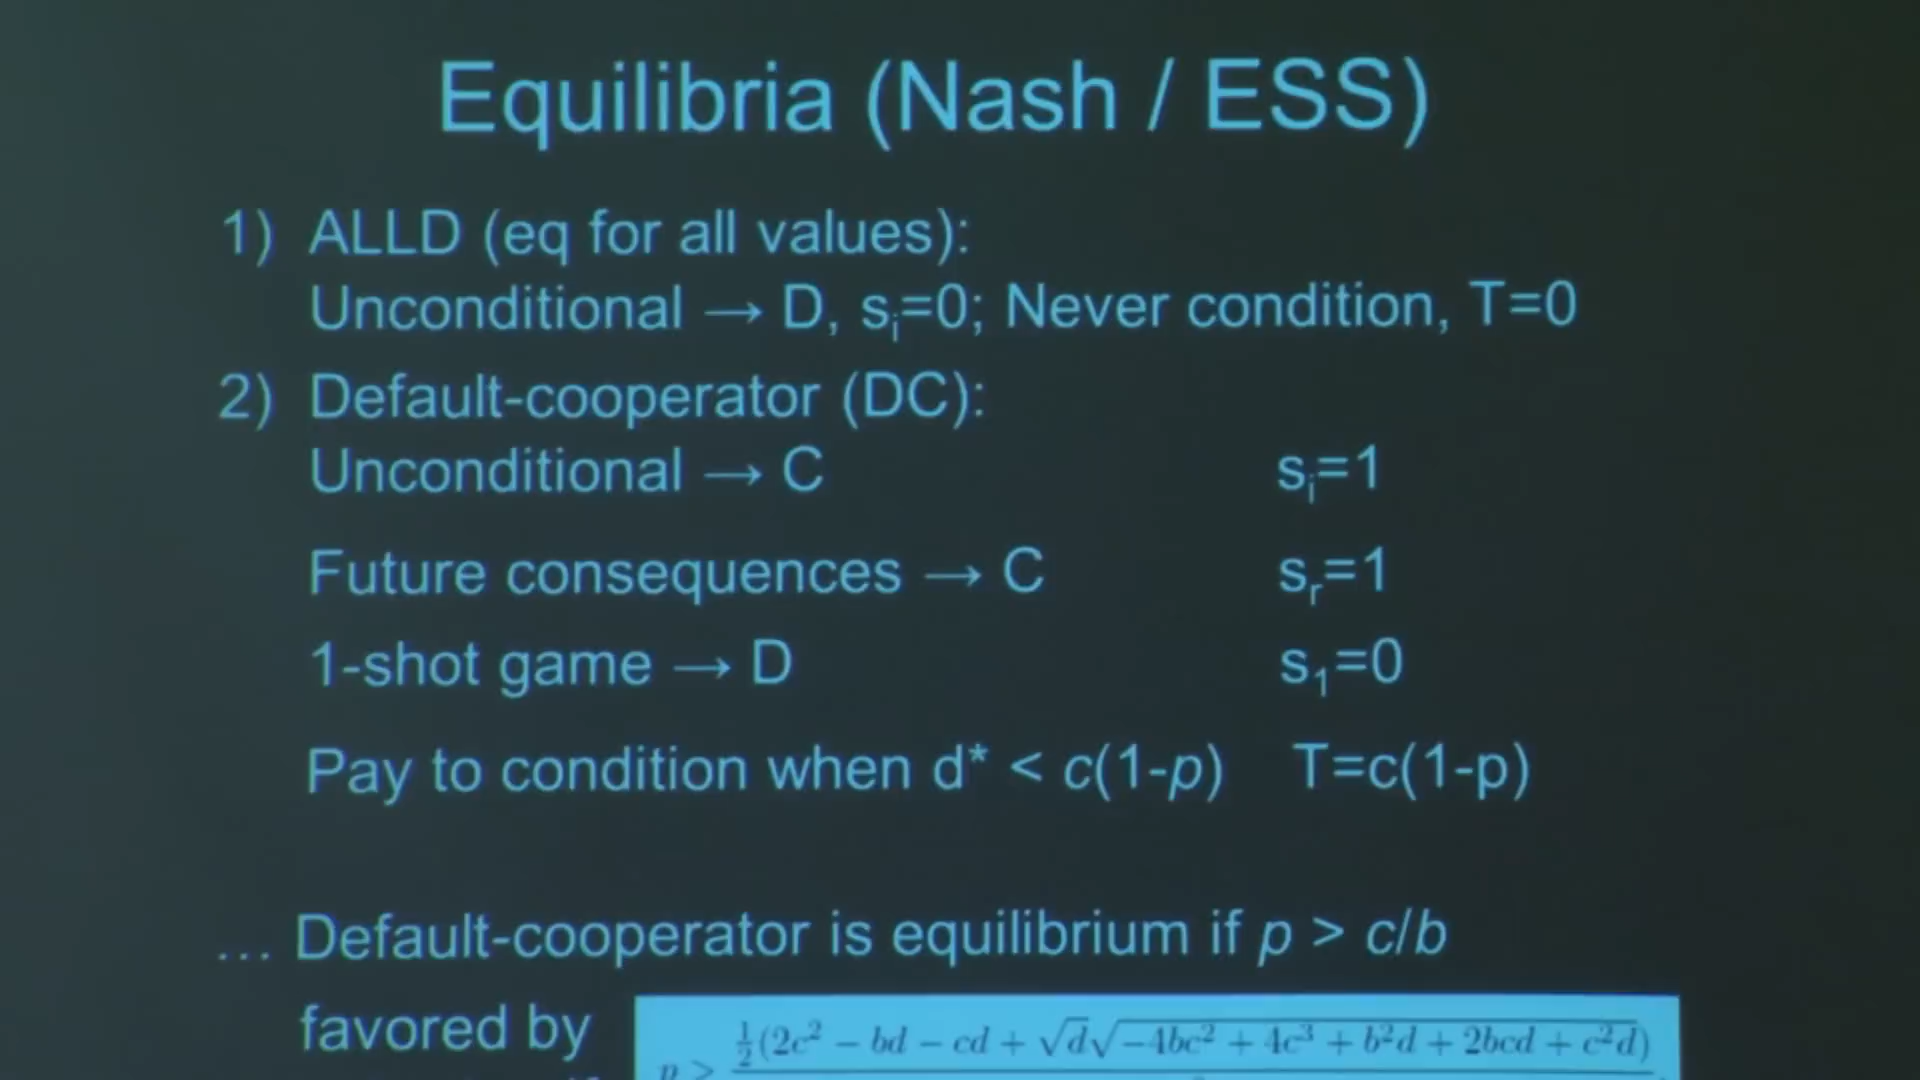 Equilibria (Nash / ESS)
1) ALLD (eq for all values):
Unconditional → D, sᵢ=0; Never condition, T=0
2) Default-cooperator (DC):
Unconditional → C sᵢ=1
Future consequences → C sᵣ=1
1-shot game → D s₁=0
Pay to condition when d* < c(1-p) T=c(1-p)
... Default-cooperator is equilibrium if p > c/b
favored by
p > ½(2c² − bd − cd + √d√−4bc² + 4c³ + b²d + 2bcd + c²d)